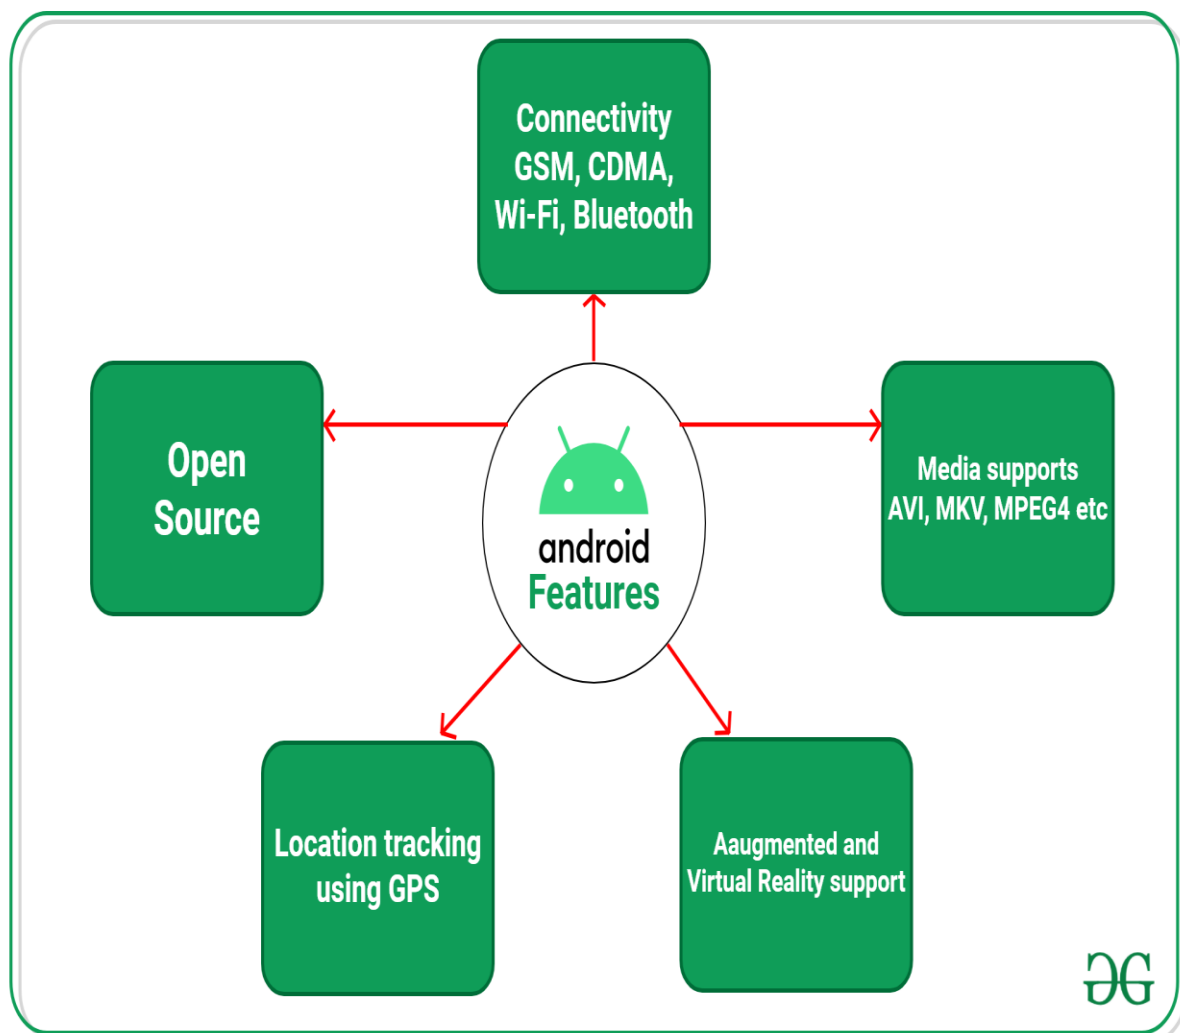 Connectivity
GSM, CDMA,
Wi-Fi, Bluetooth
Open
Source
android
Features
Media supports
AVI, MKV, MPEG4 etc
Location tracking
using GPS
Aaugmented and
Virtual Reality support